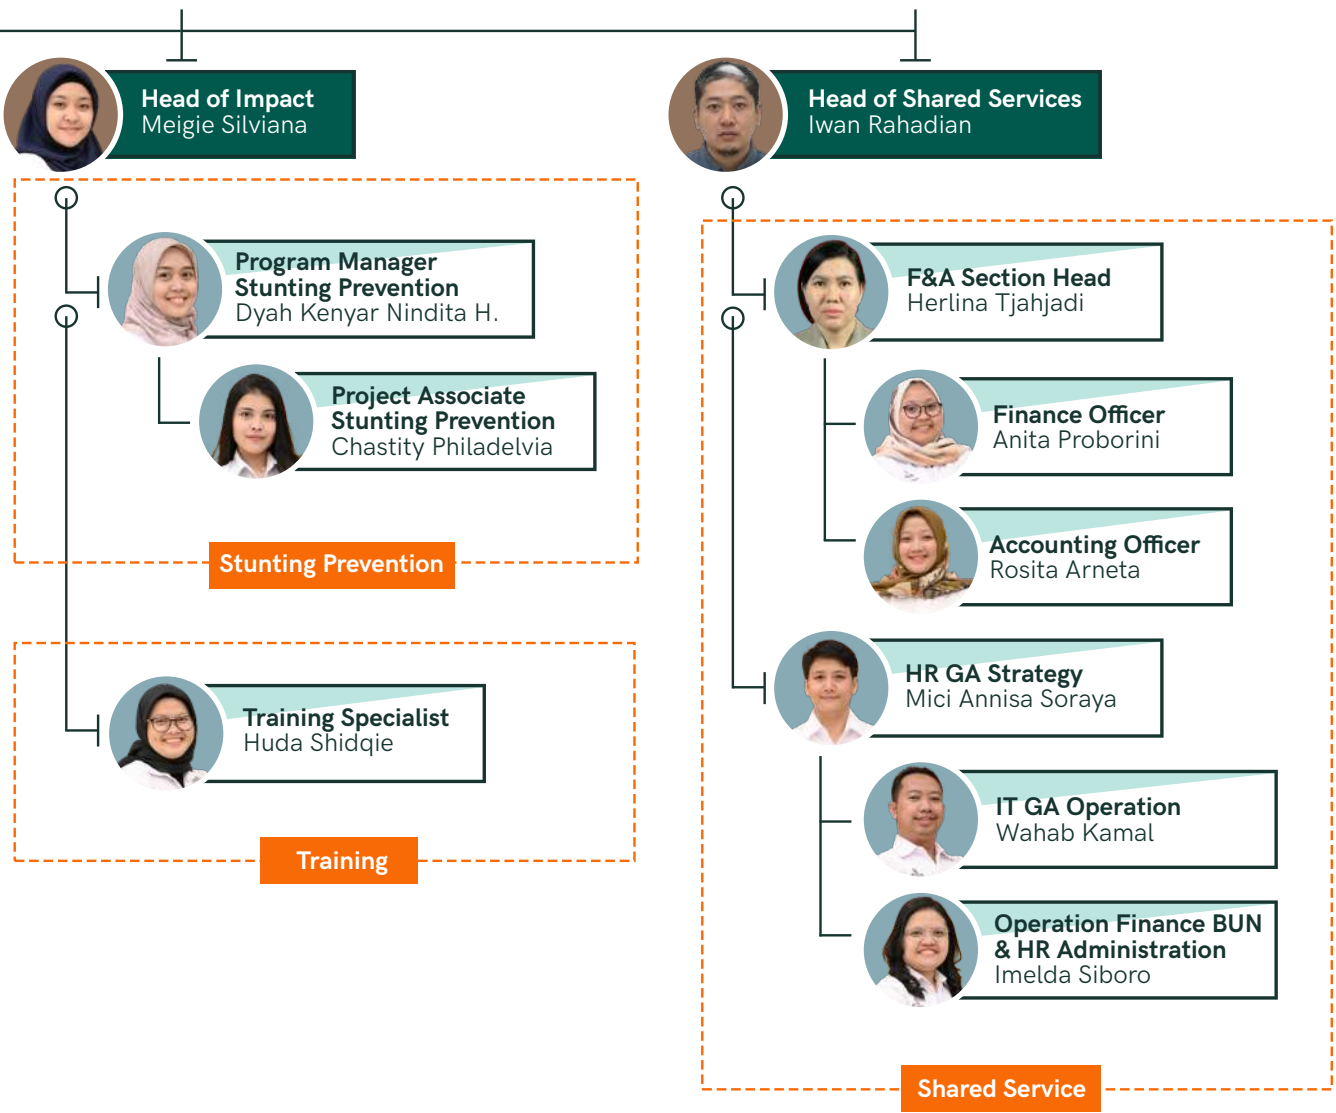 Head of Impact
Meigie Silviana
Program Manager
Stunting Prevention
Dyah Kenyar Nindita H.
Project Associate
Stunting Prevention
Chastity Philadelvia
Stunting Prevention
Training Specialist
Huda Shidqie
Training
Head of Shared Services
Iwan Rahadian
F&A Section Head
Herlina Tjahjadi
Finance Officer
Anita Proborini
Accounting Officer
Rosita Arneta
HR GA Strategy
Mici Annisa Soraya
IT GA Operation
Wahab Kamal
Operation Finance BUN
& HR Administration
Imelda Siboro
Shared Service